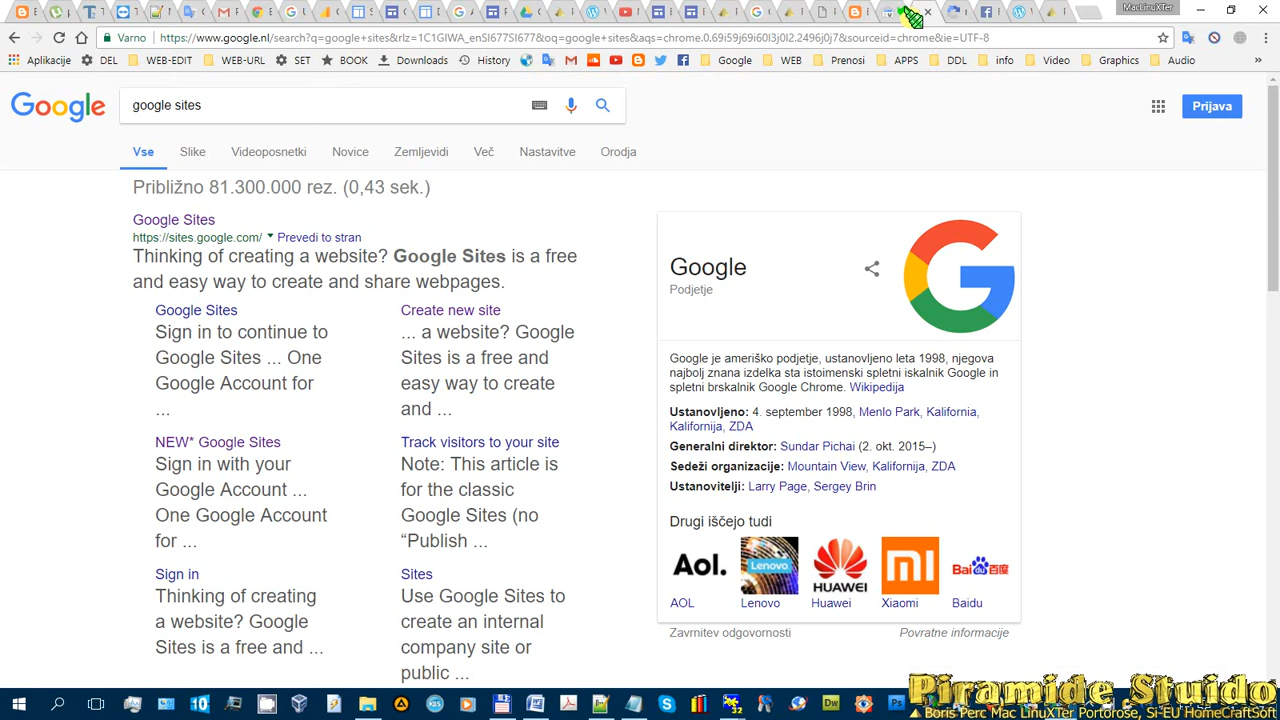 MacLinuXTer
Varno
https://www.google.nl/search?q=google+sites&rlz=1C1GIWA_enSI677SI677&oq=google+sites&aqs=chrome.0.69i59j69i60l3j0l2.2496j0j7&sourceid=chrome&ie=UTF-8
Aplikacije DEL WEB-EDIT WEB-URL SET BOOK Downloads History Google WEB Prenosi APPS DDL info Video Graphics Audio »
Google
google sites
Prijava
Vse Slike Videoposnetki Novice Zemljevidi Več Nastavitve Orodja
Približno 81.300.000 rez. (0,43 sek.)
Google Sites
https://sites.google.com/ Prevedi to stran
Thinking of creating a website? Google Sites is a free
and easy way to create and share webpages.
Google Sites
Sign in to continue to
Google Sites ... One
Google Account for
...
Create new site
... a website? Google
Sites is a free and
easy way to create
and ...
NEW* Google Sites
Sign in with your
Google Account ...
One Google Account
for ...
Track visitors to your site
Note: This article is
for the classic
Google Sites (no
“Publish ...
Sign in
Thinking of creating
a website? Google
Sites is a free and ...
Sites
Use Google Sites to
create an internal
company site or
public ...
Google
Podjetje
Google je ameriško podjetje, ustanovljeno leta 1998, njegova
najbolj znana izdelka sta istoimenski spletni iskalnik Google in
spletni brskalnik Google Chrome. Wikipedija
Ustanovljeno: 4. september 1998, Menlo Park, Kalifornia,
Kalifornija, ZDA
Generalni direktor: Sundar Pichai (2. okt. 2015–)
Sedeži organizacije: Mountain View, Kalifornija, ZDA
Ustanovitelji: Larry Page, Sergey Brin
Drugi iščejo tudi
Aol.
Lenovo
HUAWEI
Bai du 百度
AOL Lenovo Huawei Xiaomi Baidu
Zavrnitev odgovornosti Povratne informacije
Piramide Stuido
▲ Boris Perc Mac LinuXTer Portorose, Si-EU HomeCraftSoft